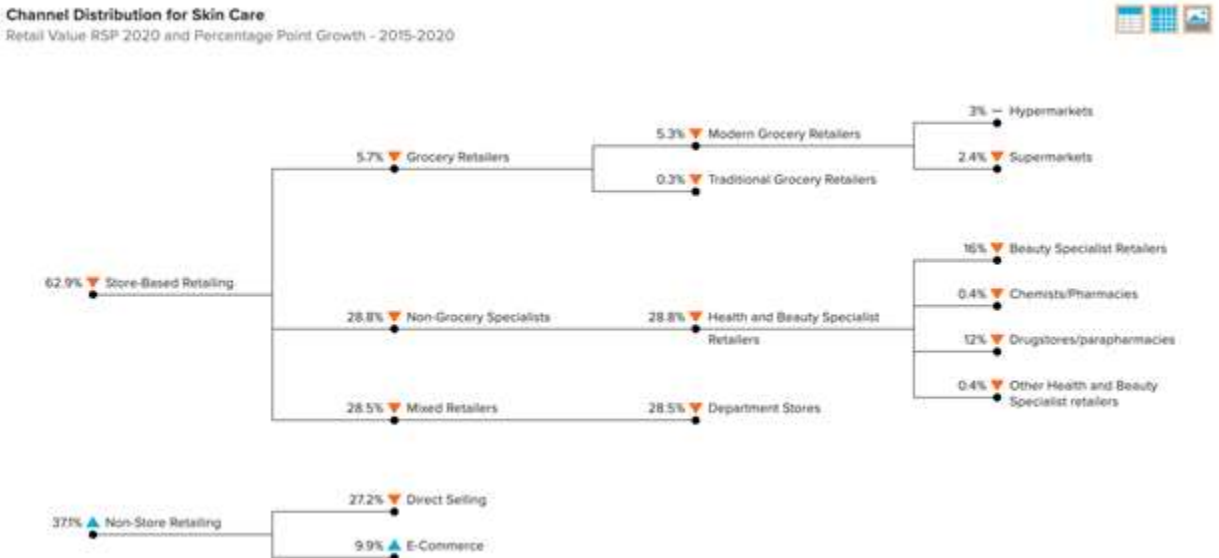 Channel Distribution for Skin Care
Retail Value RSP 2020 and Percentage Point Growth - 2015-2020
3% – Hypermarkets
5.3% ▼ Modern Grocery Retailers
5.7% ▼ Grocery Retailers
2.4% ▼ Supermarkets
0.3% ▼ Traditional Grocery Retailers
16% ▼ Beauty Specialist Retailers
62.9% ▼ Store-Based Retailing
0.4% ▼ Chemists/Pharmacies
28.8% ▼ Non-Grocery Specialists
28.8% ▼ Health and Beauty Specialist
Retailers
12% ▼ Drugstores/parapharmacies
0.4% ▼ Other Health and Beauty
Specialist retailers
28.5% ▼ Mixed Retailers
28.5% ▼ Department Stores
27.2% ▼ Direct Selling
37.1% ▲ Non-Store Retailing
9.9% ▲ E-Commerce